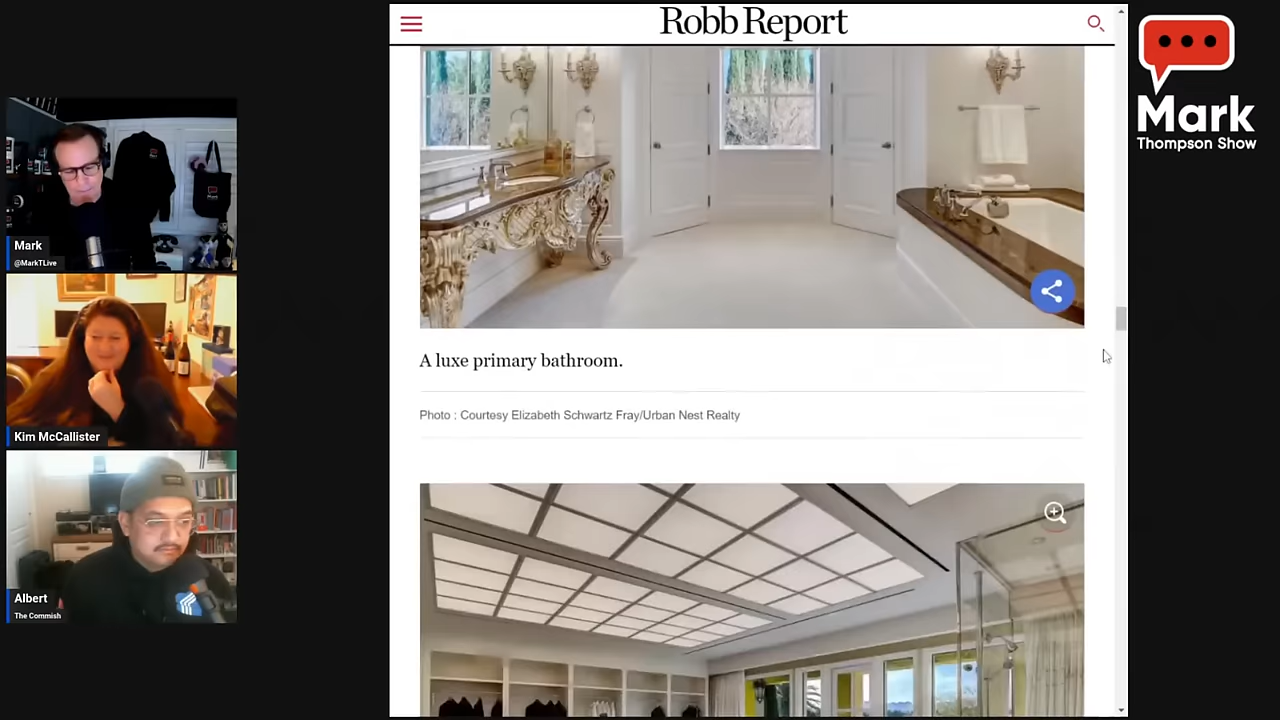 Robb Report
Mark
Thompson Show
Mark
@MarkTLive
Kim McCallister
Albert
The Commish
A luxe primary bathroom.
Photo : Courtesy Elizabeth Schwartz Fray/Urban Nest Realty